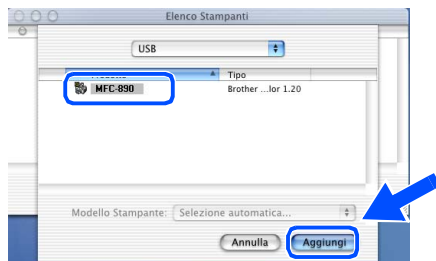 Elenco Stampanti
USB
Tipo
MFC-890 Brother ...lor 1.20
Modello Stampante: Selezione automatica...
Annulla Aggiungi